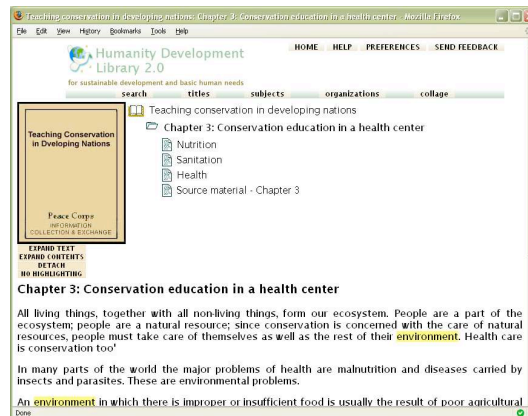 Teaching conservation in developing nations: Chapter 3: Conservation education in a health center - Mozilla Firefox
File Edit View History Bookmarks Tools Help
HOME HELP PREFERENCES SEND FEEDBACK
Humanity Development
Library 2.0
for sustainable development and basic human needs
search titles subjects organizations collage
Teaching Conservation
in Dveloping Nations
Peace Corps
INFORMATION
COLLECTION & EXCHANGE
Teaching conservation in developing nations
Chapter 3: Conservation education in a health center
Nutrition
Sanitation
Health
Source material - Chapter 3
EXPAND TEXT
EXPAND CONTENTS
DETACH
NO HIGHLIGHTING
Chapter 3: Conservation education in a health center
All living things, together with all non-living things, form our ecosystem. People are a part of the
ecosystem; people are a natural resource; since conservation is concerned with the care of natural
resources, people must take care of themselves as well as the rest of their environment. Health care
is conservation too'
In many parts of the world the major problems of health are malnutrition and diseases carried by
insects and parasites. These are environmental problems.
An environment in which there is improper or insufficient food is usually the result of poor agricultural
Done